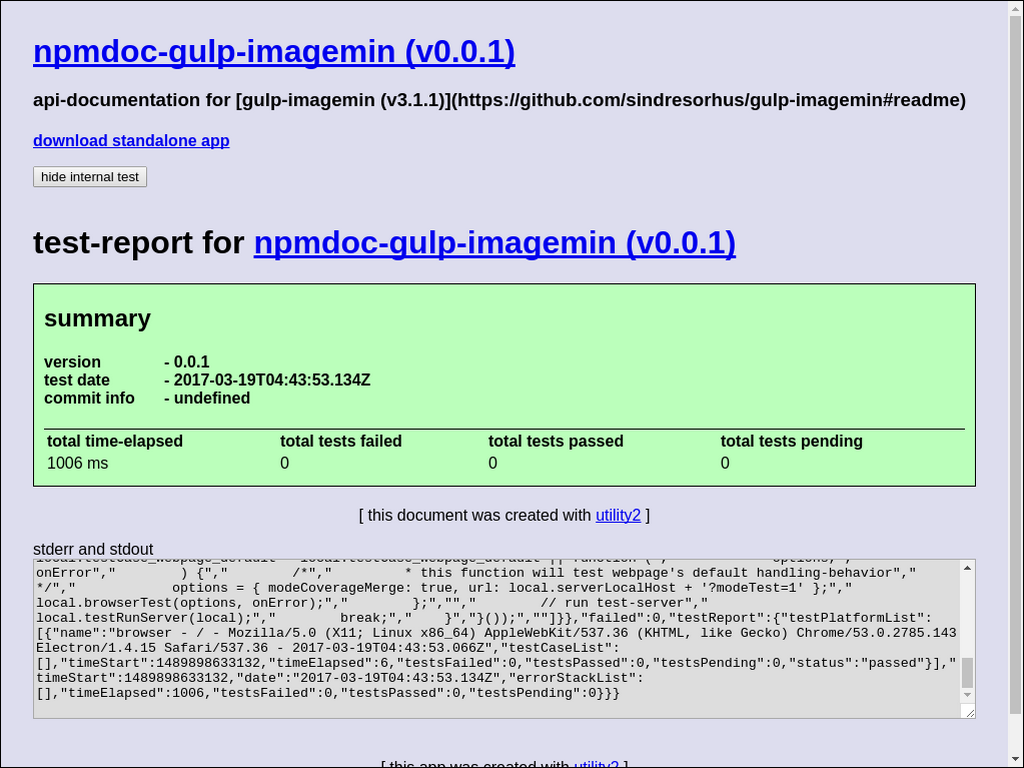 npmdoc-gulp-imagemin (v0.0.1)
api-documentation for [gulp-imagemin (v3.1.1)](https://github.com/sindresorhus/gulp-imagemin#readme)
download standalone app
hide internal test
test-report for npmdoc-gulp-imagemin (v0.0.1)
summary
version - 0.0.1
test date - 2017-03-19T04:43:53.134Z
commit info - undefined
total time-elapsed total tests failed total tests passed total tests pending
1006 ms 0 0 0
[ this document was created with utility2 ]
stderr and stdout
onError","        ) {","        /*","         * this function will test webpage's default handling-behavior","
*/","            options = { modeCoverageMerge: true, url: local.serverLocalHost + '?modeTest=1' };","
local.browserTest(options, onError);","        };","","        // run test-server","
local.testRunServer(local);","        break;","    }","}());",""]}},"failed":0,"testReport":{"testPlatformList":
[{"name":"browser - / - Mozilla/5.0 (X11; Linux x86_64) AppleWebKit/537.36 (KHTML, like Gecko) Chrome/53.0.2785.143
Electron/1.4.15 Safari/537.36 - 2017-03-19T04:43:53.066Z","testCaseList":
[],"timeStart":1489898633132,"timeElapsed":6,"testsFailed":0,"testsPassed":0,"testsPending":0,"status":"passed"}],"
timeStart":1489898633132,"date":"2017-03-19T04:43:53.134Z","errorStackList":
[],"timeElapsed":1006,"testsFailed":0,"testsPassed":0,"testsPending":0}}}
[ this app was created with utility2 ]